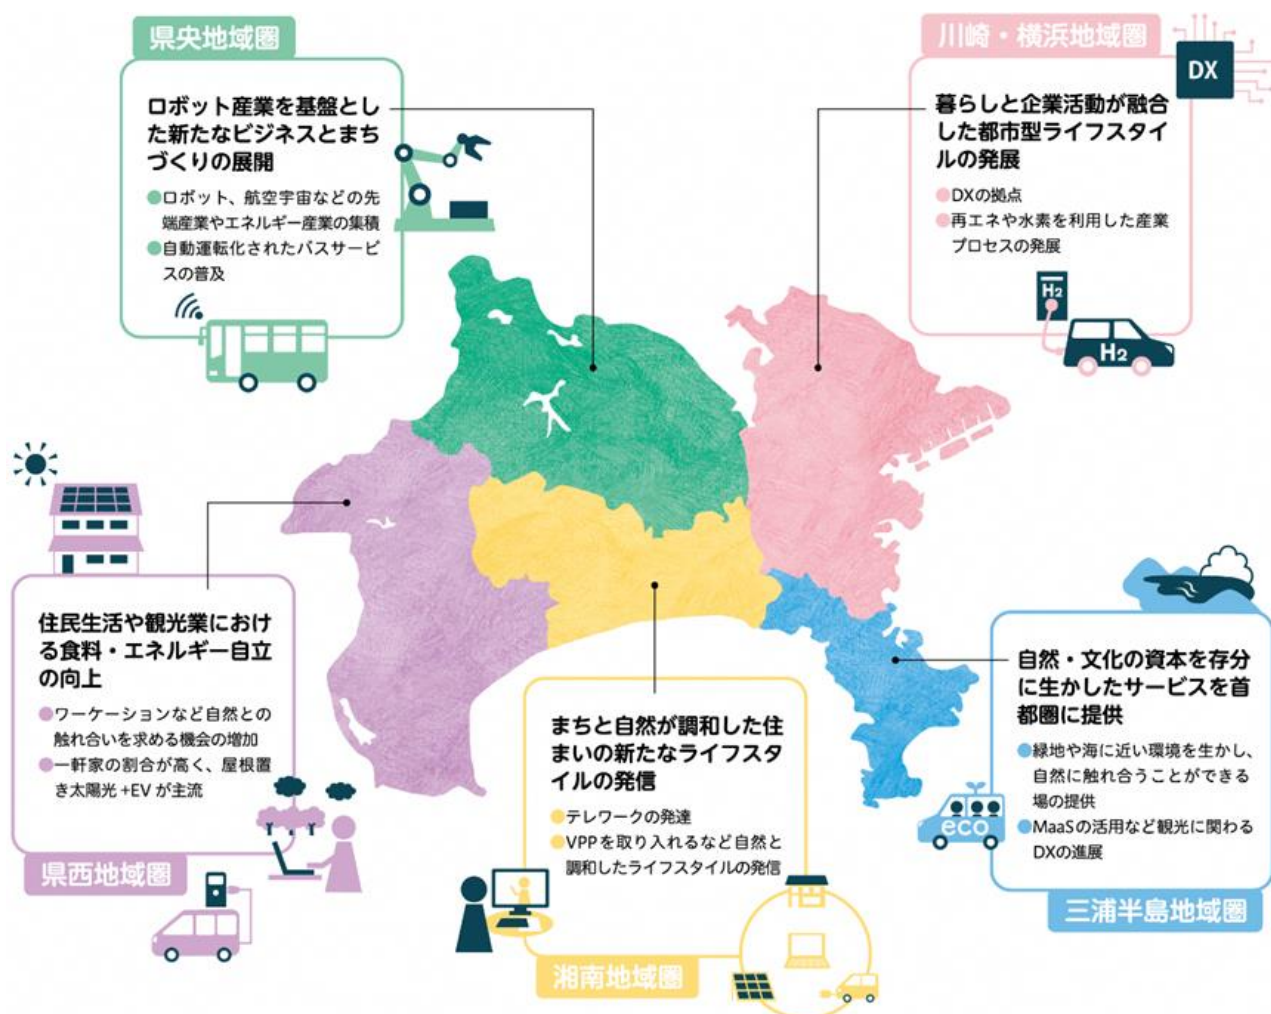 県央地域圏
ロボット産業を基盤とし
た新たなビジネスとまち
づくりの展開
●ロボット、航空宇宙などの先
端産業やエネルギー産業の集積
●自動運転化されたバスサービ
スの普及
川崎・横浜地域圏
DX
暮らしと企業活動が融合
した都市型ライフスタイ
ルの発展
●DXの拠点
●再エネや水素を利用した産業
プロセスの発展
H2
H2
住民生活や観光業におけ
る食料・エネルギー自立
の向上
●ワーケーションなど自然との
触れ合いを求める機会の増加
●一軒家の割合が高く、屋根置
き太陽光+EVが主流
県西地域圏
まちと自然が調和した住
まいの新たなライフスタ
イルの発信
●テレワークの発達
●VPPを取り入れるなど自然と
調和したライフスタイルの発信
湘南地域圏
自然・文化の資本を存分
に生かしたサービスを首
都圏に提供
●緑地や海に近い環境を生かし、
自然に触れ合うことができる
場の提供
●MaaSの活用など観光に関わる
DXの進展
eco
三浦半島地域圏